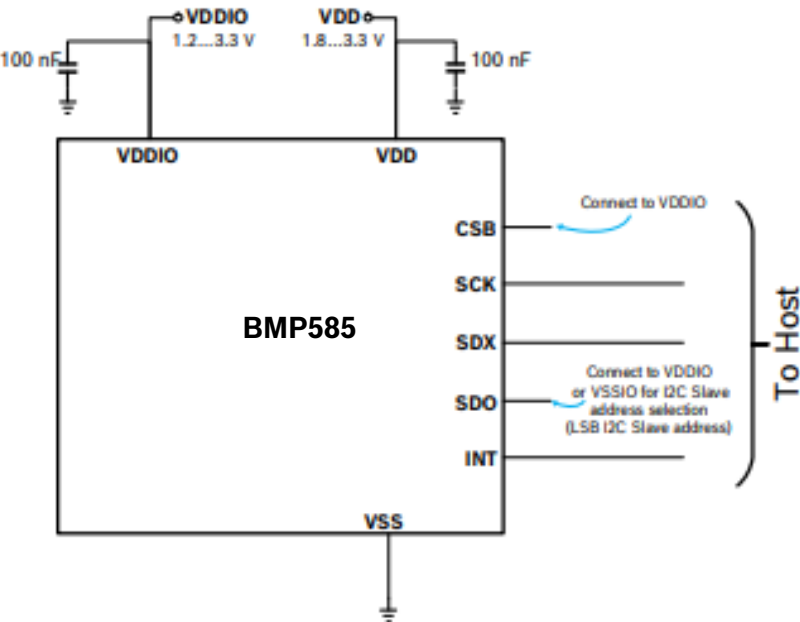 VDDIO
1.2...3.3 V
VDD
1.8...3.3 V
100 nF
100 nF
VDDIO
VDD
CSB
Connect to VDDIO
SCK
BMP585
SDX
SDO
Connect to VDDIO
or VSSIO for I2C Slave
address selection
(LSB I2C Slave address)
INT
VSS
To Host